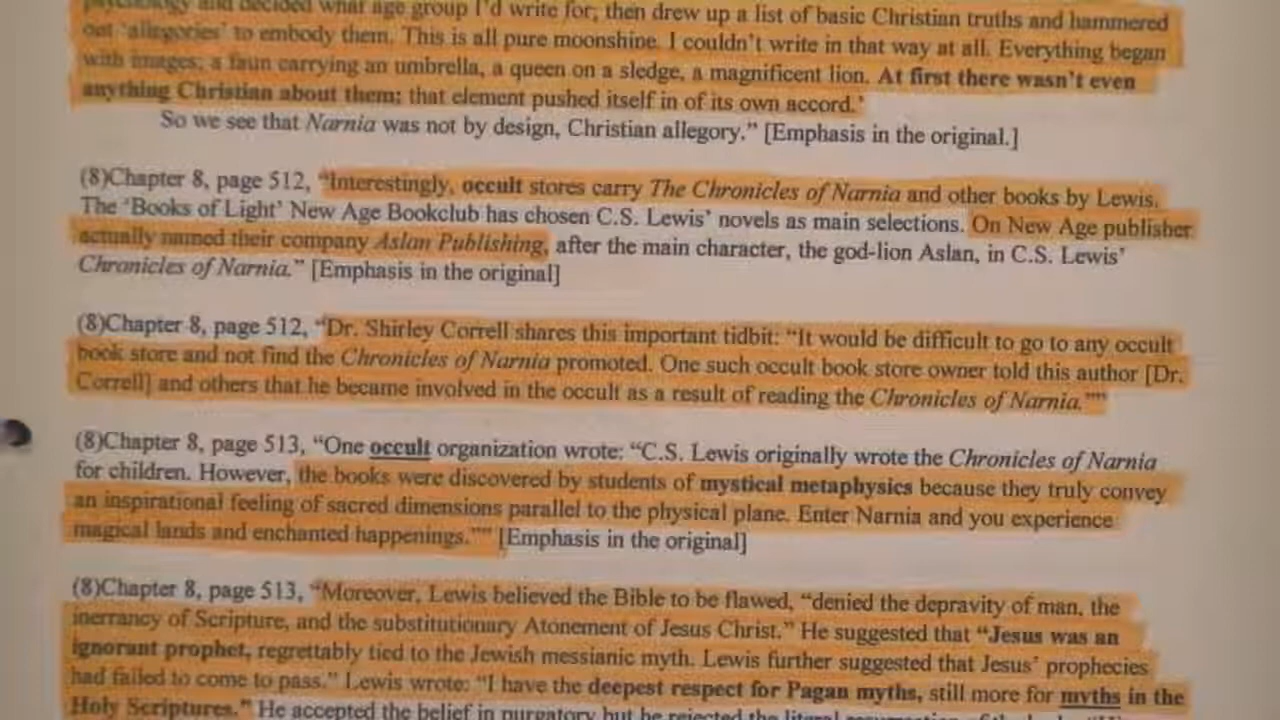 psychology and decided what age group I'd write for; then drew up a list of basic Christian truths and hammered
out 'allegories' to embody them. This is all pure moonshine. I couldn't write in that way at all. Everything began
with images; a faun carrying an umbrella, a queen on a sledge, a magnificent lion. At first there wasn't even
anything Christian about them; that element pushed itself in of its own accord.'
So we see that Narnia was not by design, Christian allegory." [Emphasis in the original.]
(8)Chapter 8, page 512, "Interestingly, occult stores carry The Chronicles of Narnia and other books by Lewis.
The 'Books of Light' New Age Bookclub has chosen C.S. Lewis' novels as main selections. On New Age publisher
actually named their company Aslan Publishing, after the main character, the god-lion Aslan, in C.S. Lewis'
Chronicles of Narnia." [Emphasis in the original]
(8)Chapter 8, page 512, "Dr. Shirley Correll shares this important tidbit: "It would be difficult to go to any occult
book store and not find the Chronicles of Narnia promoted. One such occult book store owner told this author [Dr.
Correll] and others that he became involved in the occult as a result of reading the Chronicles of Narnia.""
(8)Chapter 8, page 513, "One occult organization wrote: "C.S. Lewis originally wrote the Chronicles of Narnia
for children. However, the books were discovered by students of mystical metaphysics because they truly convey
an inspirational feeling of sacred dimensions parallel to the physical plane. Enter Narnia and you experience
magical lands and enchanted happenings."" [Emphasis in the original]
(8)Chapter 8, page 513, "Moreover, Lewis believed the Bible to be flawed, "denied the depravity of man, the
inerrancy of Scripture, and the substitutionary Atonement of Jesus Christ." He suggested that "Jesus was an
ignorant prophet, regrettably tied to the Jewish messianic myth. Lewis further suggested that Jesus' prophecies
had failed to come to pass." Lewis wrote: "I have the deepest respect for Pagan myths, still more for myths in the
Holy Scriptures." He accepted the belief in purgatory but he rejected the literal